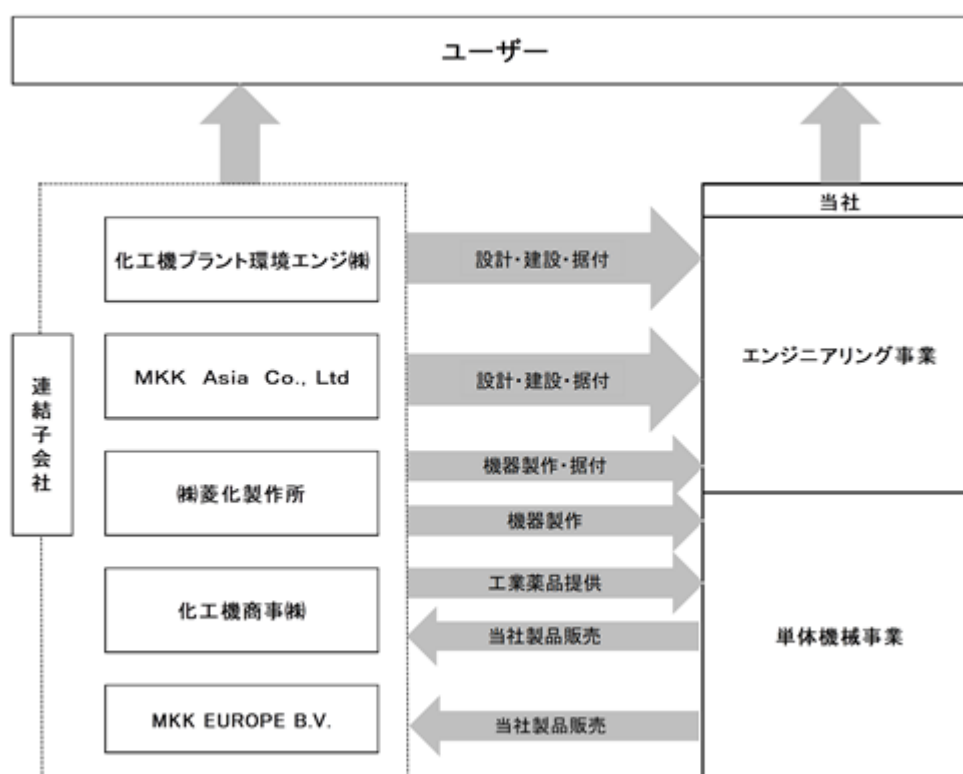 ユーザー
当社
化工機プラント環境エンジ㈱
設計・建設・据付
エンジニアリング事業
連結子会社
MKK Asia Co., Ltd
設計・建設・据付
㈱菱化製作所
機器製作・据付
機器製作
化工機商事㈱
工業薬品提供
当社製品販売
単体機械事業
MKK EUROPE B.V.
当社製品販売